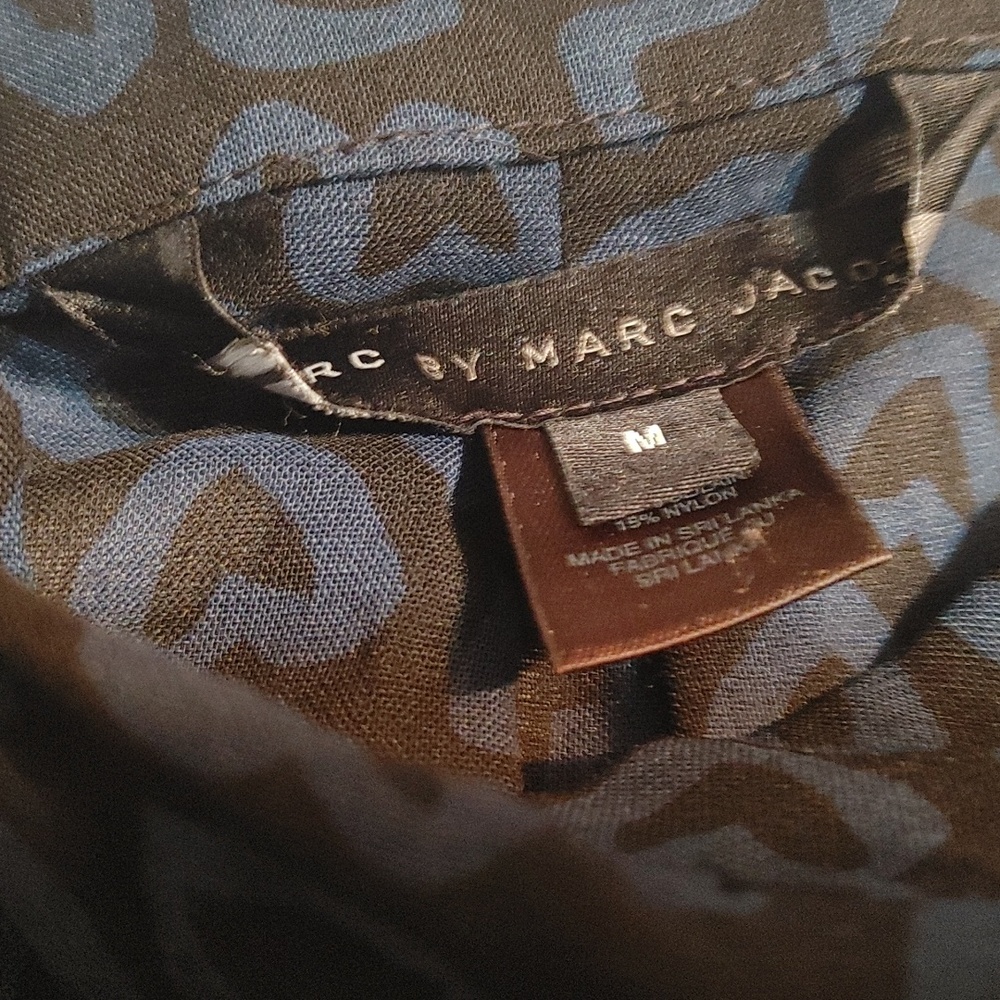 RC BY MARC JACOBS
M
15% NYLON
MADE IN SRI LANKA
FABRIQUE AU
SRI LANKA